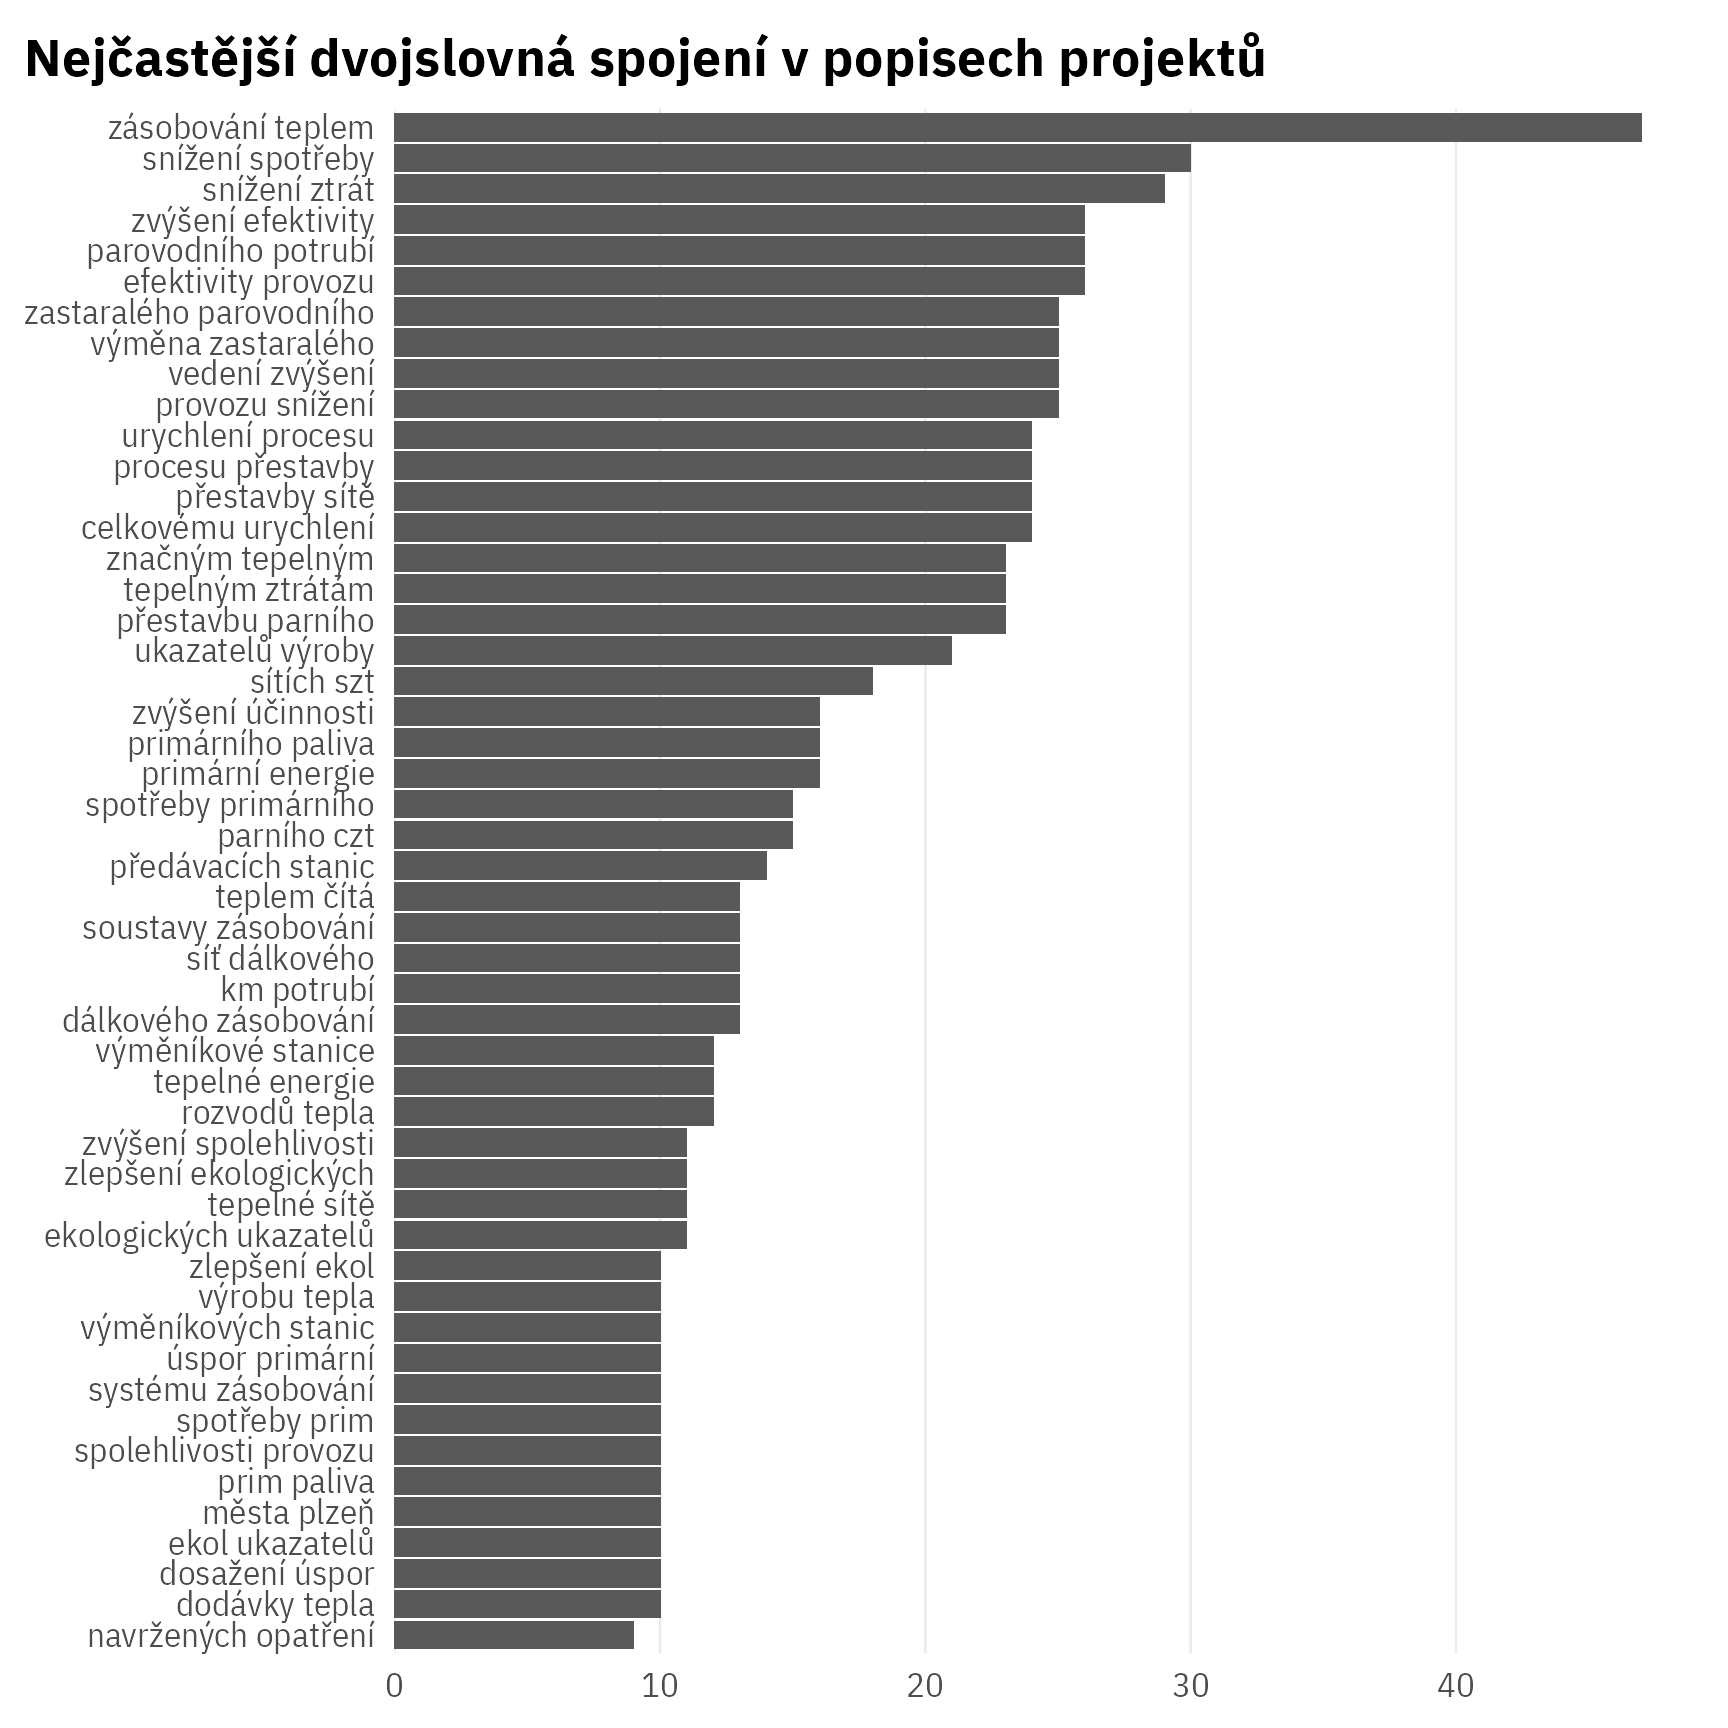 Nejčastější dvojslovná spojení v popisech projektů
zásobování teplem
snížení spotřeby
snížení ztrát
zvýšení efektivity
parovodního potrubí
efektivity provozu
zastaralého parovodního
výměna zastaralého
vedení zvýšení
provozu snížení
urychlení procesu
procesu přestavby
přestavby sítě
celkovému urychlení
značným tepelným
tepelným ztrátám
přestavbu parního
ukazatelů výroby
sítích szt
zvýšení účinnosti
primárního paliva
primární energie
spotřeby primárního
parního czt
předávacích stanic
teplem čítá
soustavy zásobování
síť dálkového
km potrubí
dálkového zásobování
výměníkové stanice
tepelné energie
rozvodů tepla
zvýšení spolehlivosti
zlepšení ekologických
tepelné sítě
ekologických ukazatelů
zlepšení ekol
výrobu tepla
výměníkových stanic
úspor primární
systému zásobování
spotřeby prim
spolehlivosti provozu
prim paliva
města plzeň
ekol ukazatelů
dosažení úspor
dodávky tepla
navržených opatření
0 10 20 30 40